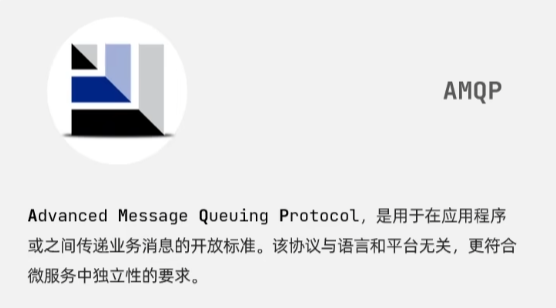 AMQP
Advanced Message Queuing Protocol，是用于在应用程序
或之间传递业务消息的开放标准。该协议与语言和平台无关，更符合
微服务中独立性的要求。